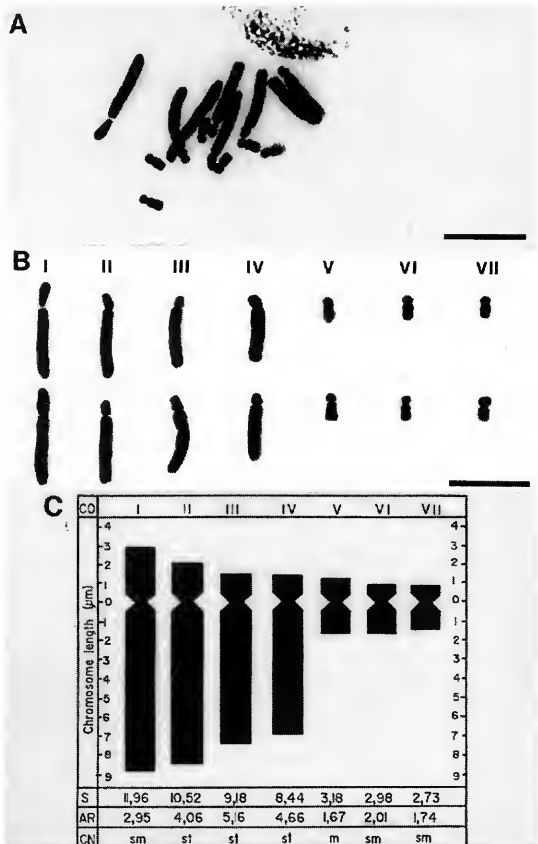 A
B
I II III IV V VI VII
C
CO I II III IV V VI VII
4 4
3 3
2 2
1 1
0 0
1 1
2 2
3 3
4 4
5 5
6 6
7 7
8 8
9 9
Chromosome length (µm)
S 11,96 10,52 9,18 8,44 3,18 2,98 2,73
AR 2,95 4,06 5,16 4,66 1,67 2,01 1,74
CN sm st st st m sm sm